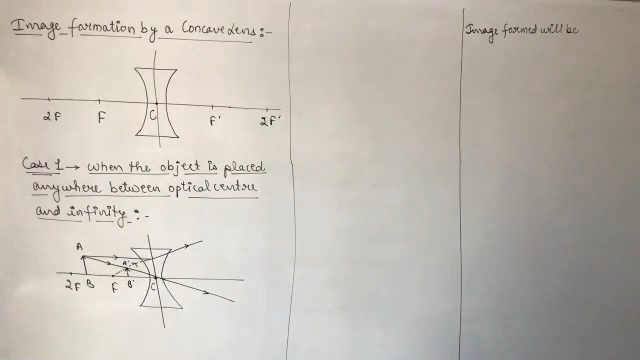 Image formation by a Concave Lens:-
2F F C F' 2F'
Case 1 → when the object is placed
anywhere between optical centre
and infinity :-
A
A'
2F B F B' C
Image formed will be